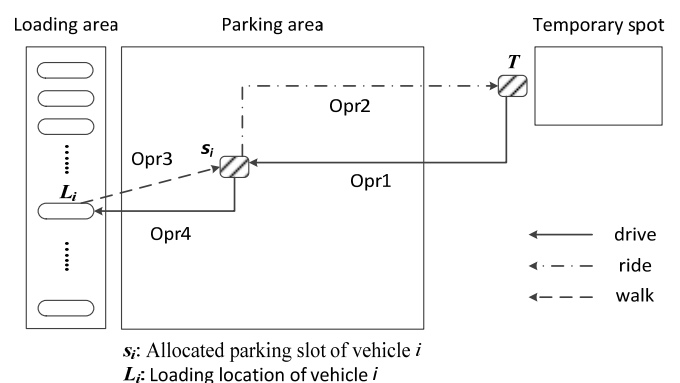 Loading area
Parking area
Temporary spot
T
Opr2
Opr3
si
Opr1
Li
Opr4
drive
ride
walk
si: Allocated parking slot of vehicle i
Li: Loading location of vehicle i